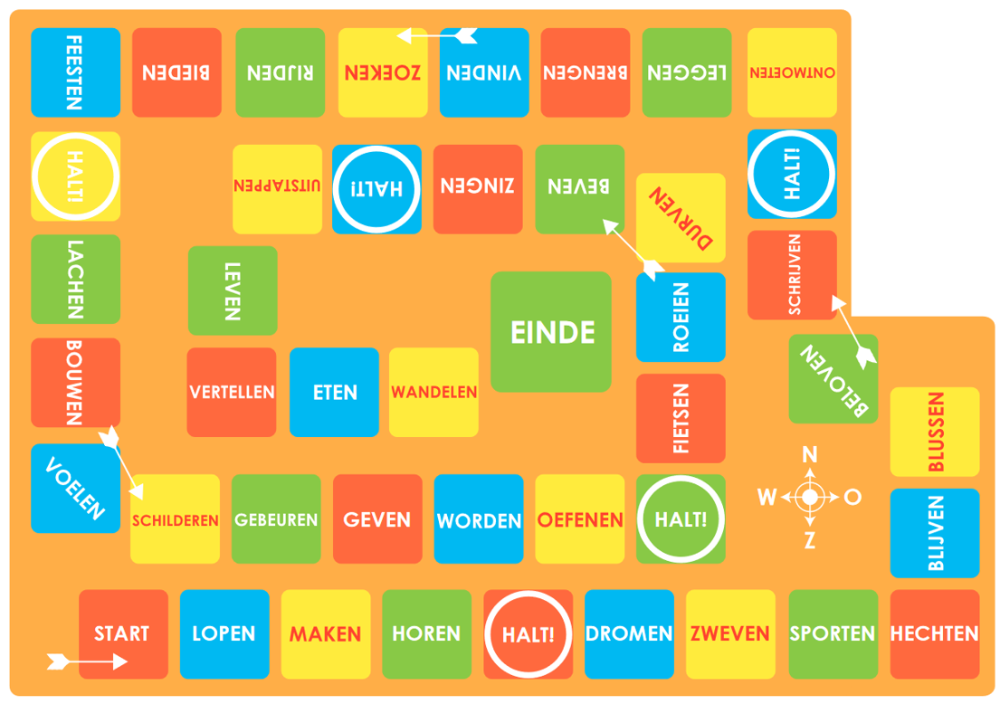 START
LOPEN
MAKEN
HOREN
HALT!
DROMEN
ZWEVEN
SPORTEN
HECHTEN
BLIJVEN
BLUSSEN
BELOVEN
SCHRIJVEN
HALT!
ONTMOETEN
LEGGEN
BRENGEN
VINDEN
ZOEKEN
RIJDEN
BIEDEN
FEESTEN
HALT!
LACHEN
BOUWEN
VOELEN
SCHILDEREN
GEBEUREN
GEVEN
WORDEN
OEFENEN
HALT!
FIETSEN
ROEIEN
DURVEN
BEVEN
ZINGEN
HALT!
UITSTAPPEN
LEVEN
VERTELLEN
ETEN
WANDELEN
EINDE
N
W
O
Z